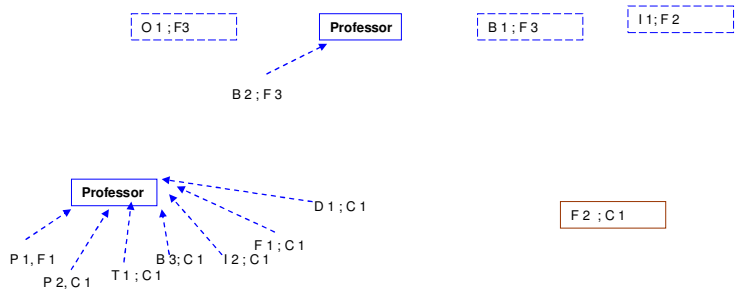 O 1 ; F3
Professor
B 1 ; F 3
I 1; F 2
B 2 ; F 3
Professor
D 1 ; C 1
F 2 ; C 1
F 1 ; C 1
P 1, F 1
B 3; C 1
I 2 ; C 1
T 1 ; C 1
P 2, C 1